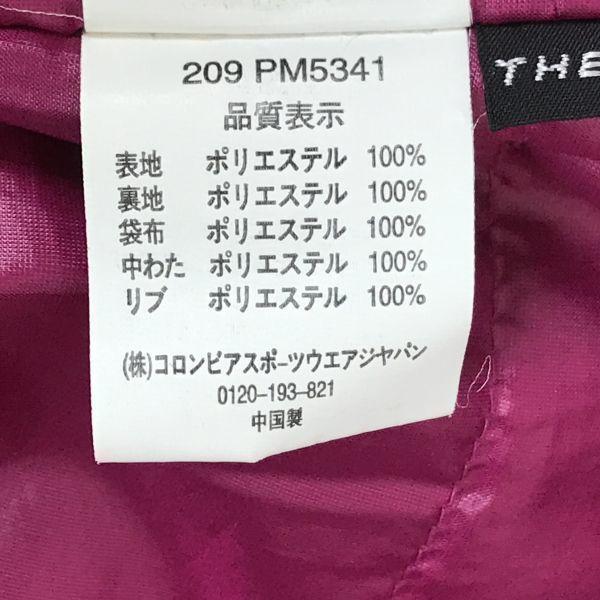 209 PM5341
THE
品質表示
表地 ポリエステル 100%
裏地 ポリエステル 100%
袋布 ポリエステル 100%
中わた ポリエステル 100%
リブ ポリエステル 100%
(株)コロンビアスポーツウエアジャパン
0120-193-821
中国製